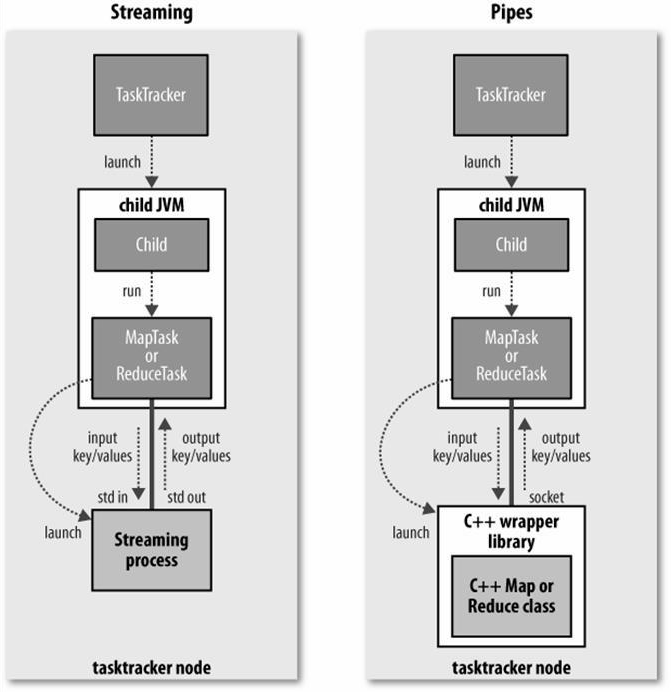 Streaming
TaskTracker
launch
child JVM
Child
run
MapTask
or
ReduceTask
input
key/values
output
key/values
std in
std out
launch
Streaming
process
tasktracker node
Pipes
TaskTracker
launch
child JVM
Child
run
MapTask
or
ReduceTask
input
key/values
output
key/values
socket
launch
C++ wrapper
library
C++ Map or
Reduce class
tasktracker node